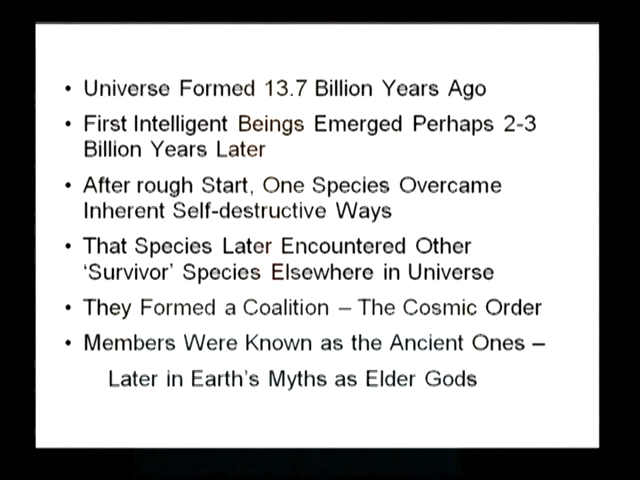 • Universe Formed 13.7 Billion Years Ago
• First Intelligent Beings Emerged Perhaps 2-3
Billion Years Later
• After rough Start, One Species Overcame
Inherent Self-destructive Ways
• That Species Later Encountered Other
‘Survivor’ Species Elsewhere in Universe
• They Formed a Coalition – The Cosmic Order
• Members Were Known as the Ancient Ones –
Later in Earth’s Myths as Elder Gods